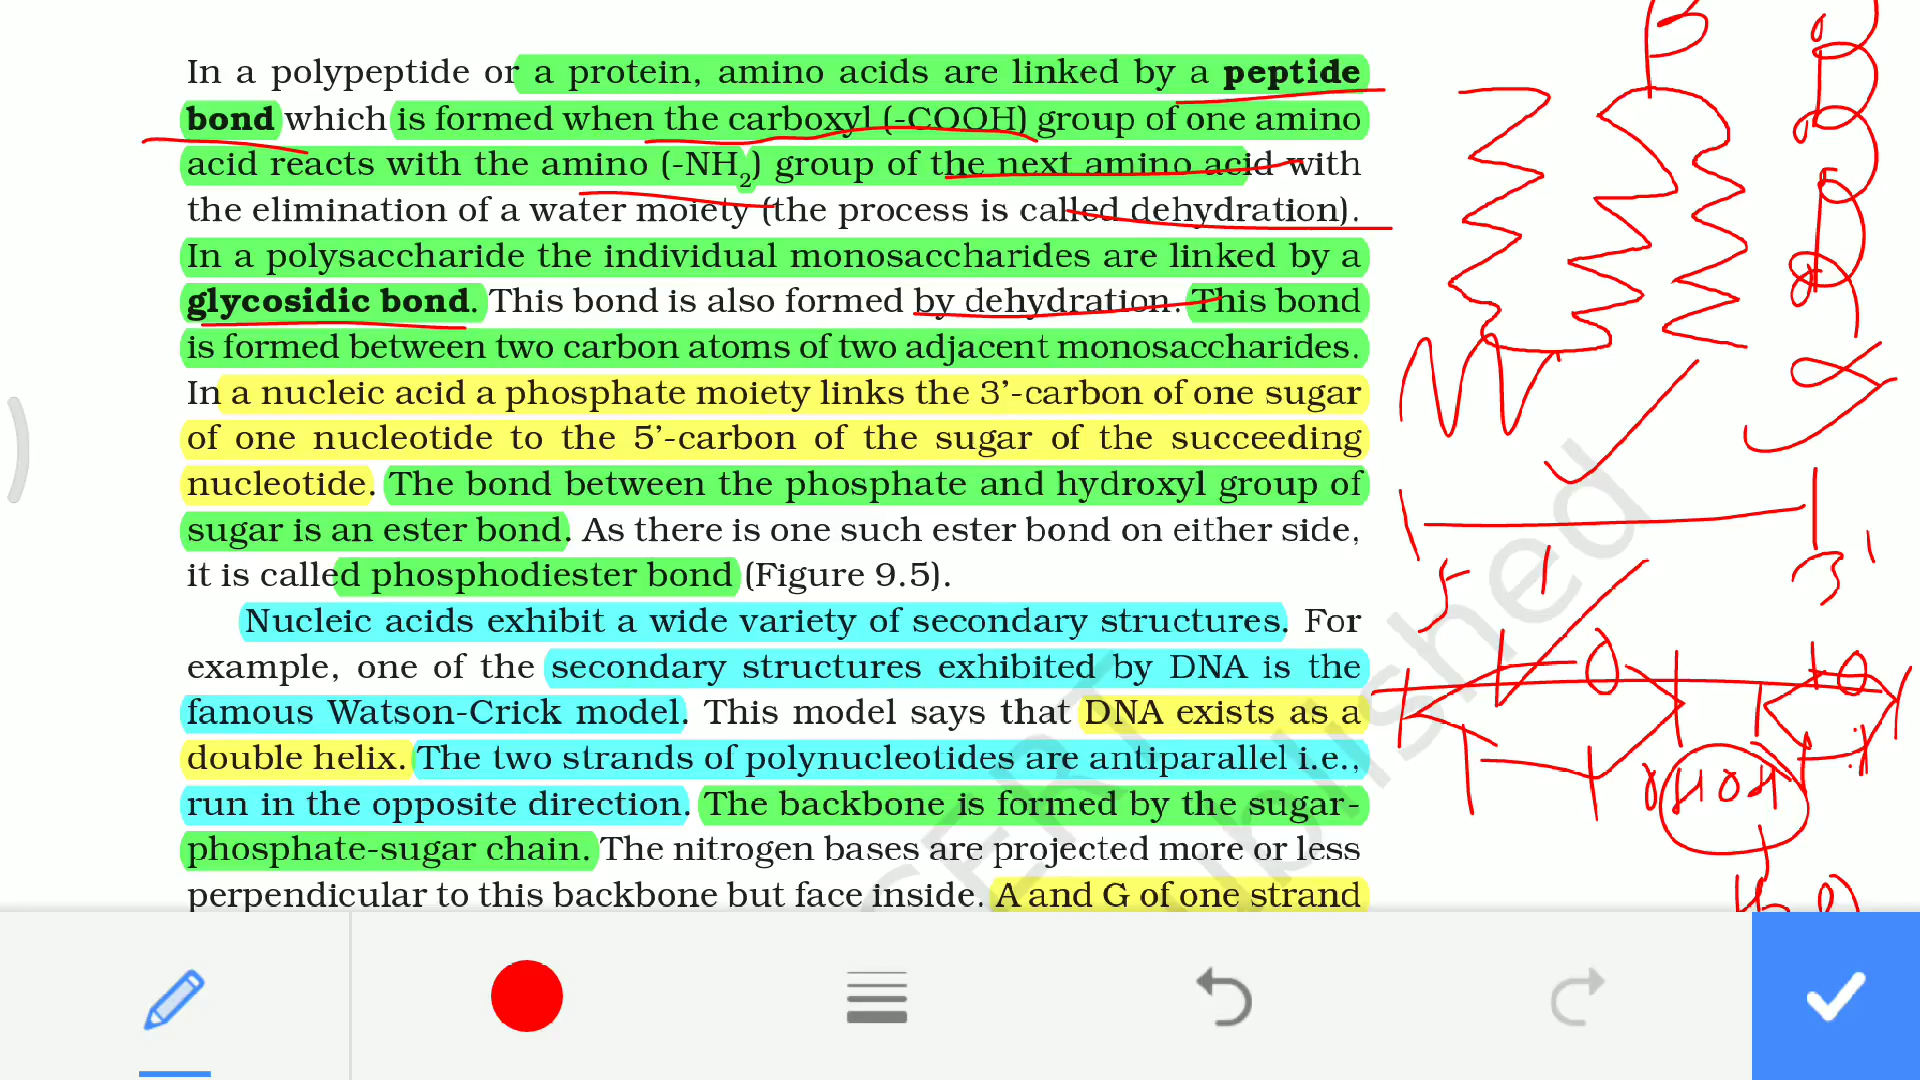 In a polypeptide or a protein, amino acids are linked by a peptide
bond which is formed when the carboxyl (-COOH) group of one amino
acid reacts with the amino (-NH2) group of the next amino acid with
the elimination of a water moiety (the process is called dehydration).
In a polysaccharide the individual monosaccharides are linked by a
glycosidic bond. This bond is also formed by dehydration. This bond
is formed between two carbon atoms of two adjacent monosaccharides.
In a nucleic acid a phosphate moiety links the 3’-carbon of one sugar
of one nucleotide to the 5’-carbon of the sugar of the succeeding
nucleotide. The bond between the phosphate and hydroxyl group of
sugar is an ester bond. As there is one such ester bond on either side,
it is called phosphodiester bond (Figure 9.5).
Nucleic acids exhibit a wide variety of secondary structures. For
example, one of the secondary structures exhibited by DNA is the
famous Watson-Crick model. This model says that DNA exists as a
double helix. The two strands of polynucleotides are antiparallel i.e.,
run in the opposite direction. The backbone is formed by the sugar-
phosphate-sugar chain. The nitrogen bases are projected more or less
perpendicular to this backbone but face inside. A and G of one strand
B
5' 3'
O O